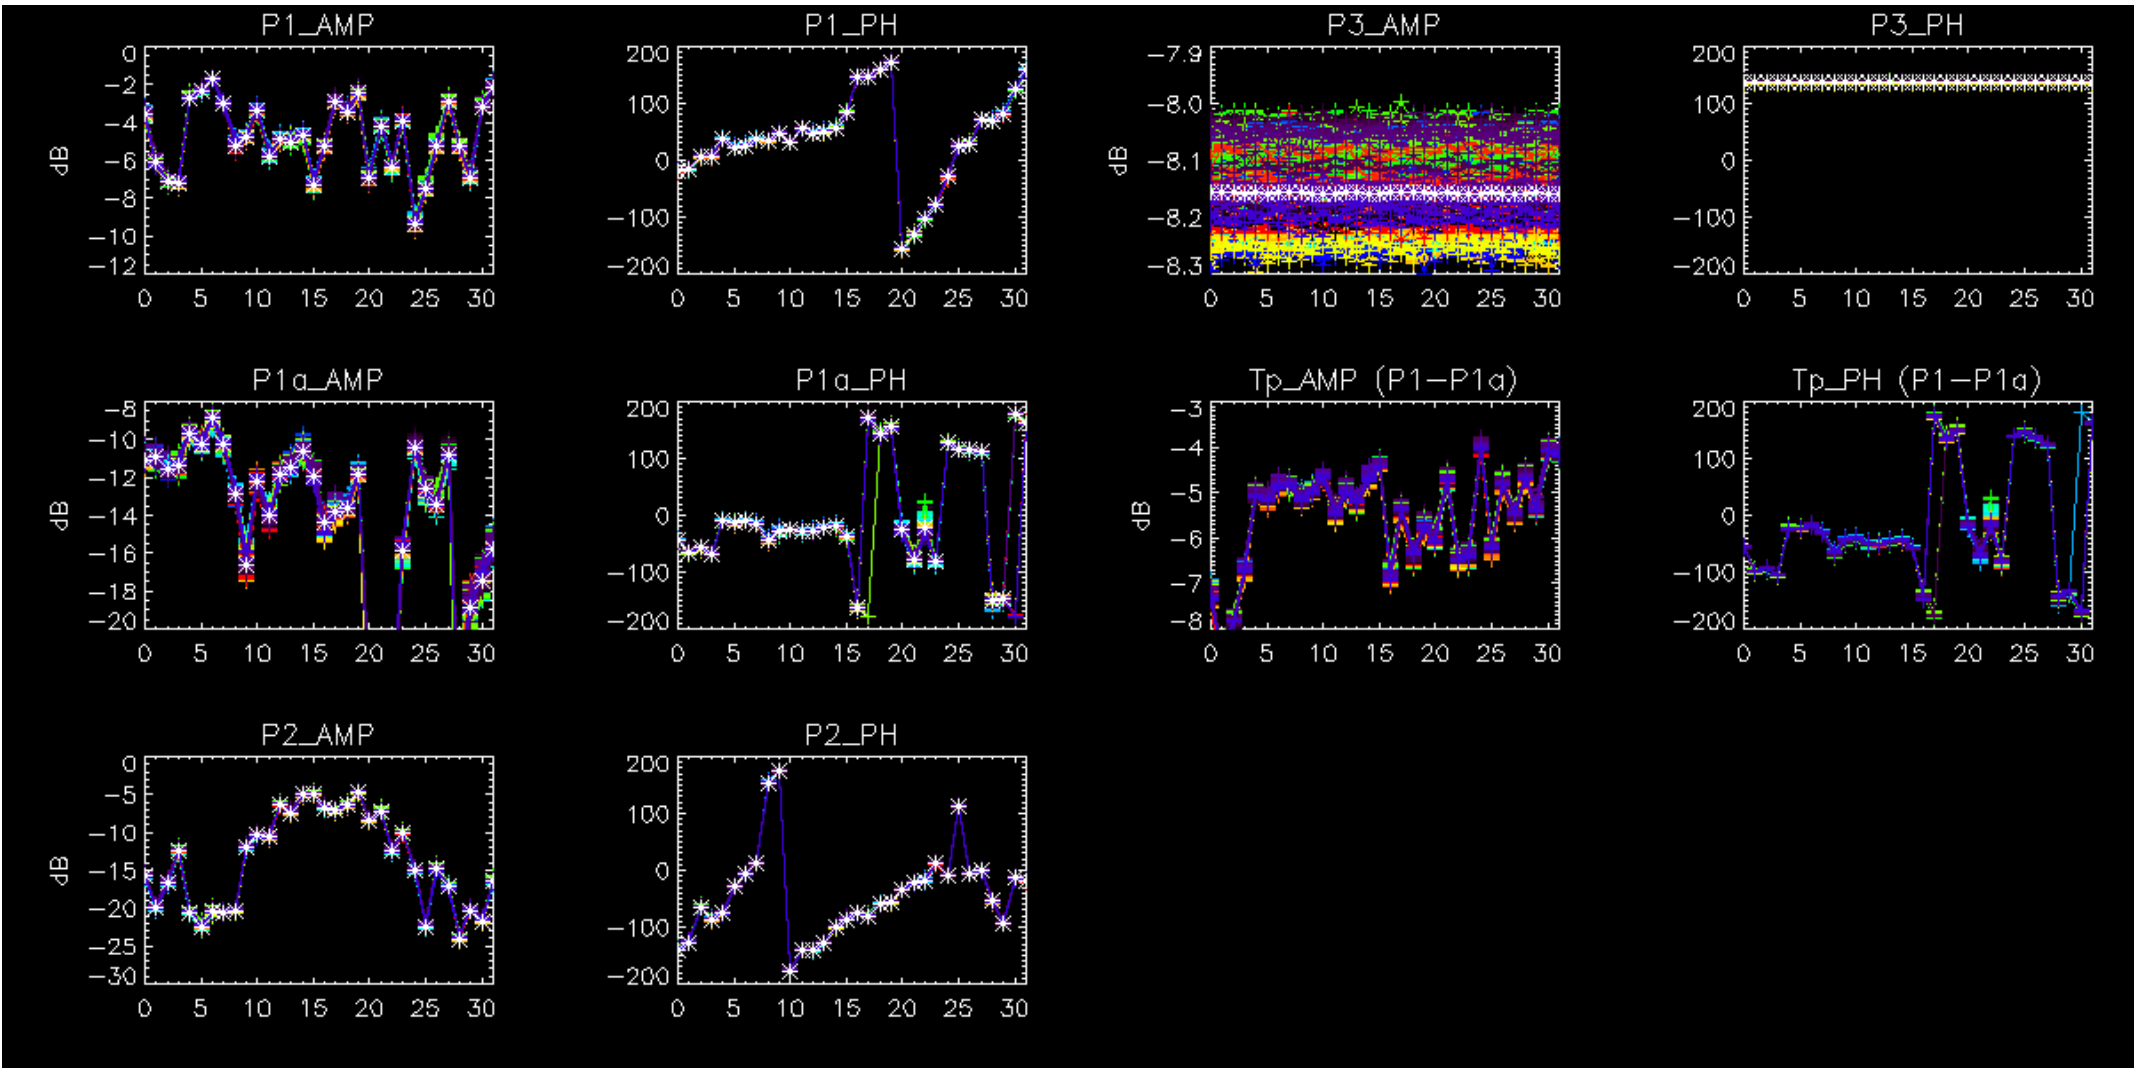 P1_AMP
P1_PH
P3_AMP
P3_PH
0
−2
−4
−6
−8
−10
−12
dB
0 5 10 15 20 25 30
200
100
0
−100
−200
0 5 10 15 20 25 30
−7.9
−8.0
−8.1
−8.2
−8.3
dB
0 5 10 15 20 25 30
200
100
0
−100
−200
0 5 10 15 20 25 30
P1a_AMP
P1a_PH
Tp_AMP (P1−P1a)
Tp_PH (P1−P1a)
−8
−10
−12
−14
−16
−18
−20
dB
0 5 10 15 20 25 30
200
100
0
−100
−200
0 5 10 15 20 25 30
−3
−4
−5
−6
−7
−8
dB
0 5 10 15 20 25 30
200
100
0
−100
−200
0 5 10 15 20 25 30
P2_AMP
P2_PH
0
−5
−10
−15
−20
−25
−30
dB
0 5 10 15 20 25 30
200
100
0
−100
−200
0 5 10 15 20 25 30